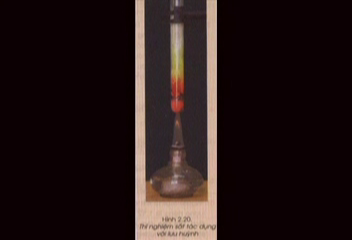 Hình 2.20.
Thí nghiệm sắt tác dụng
với lưu huỳnh